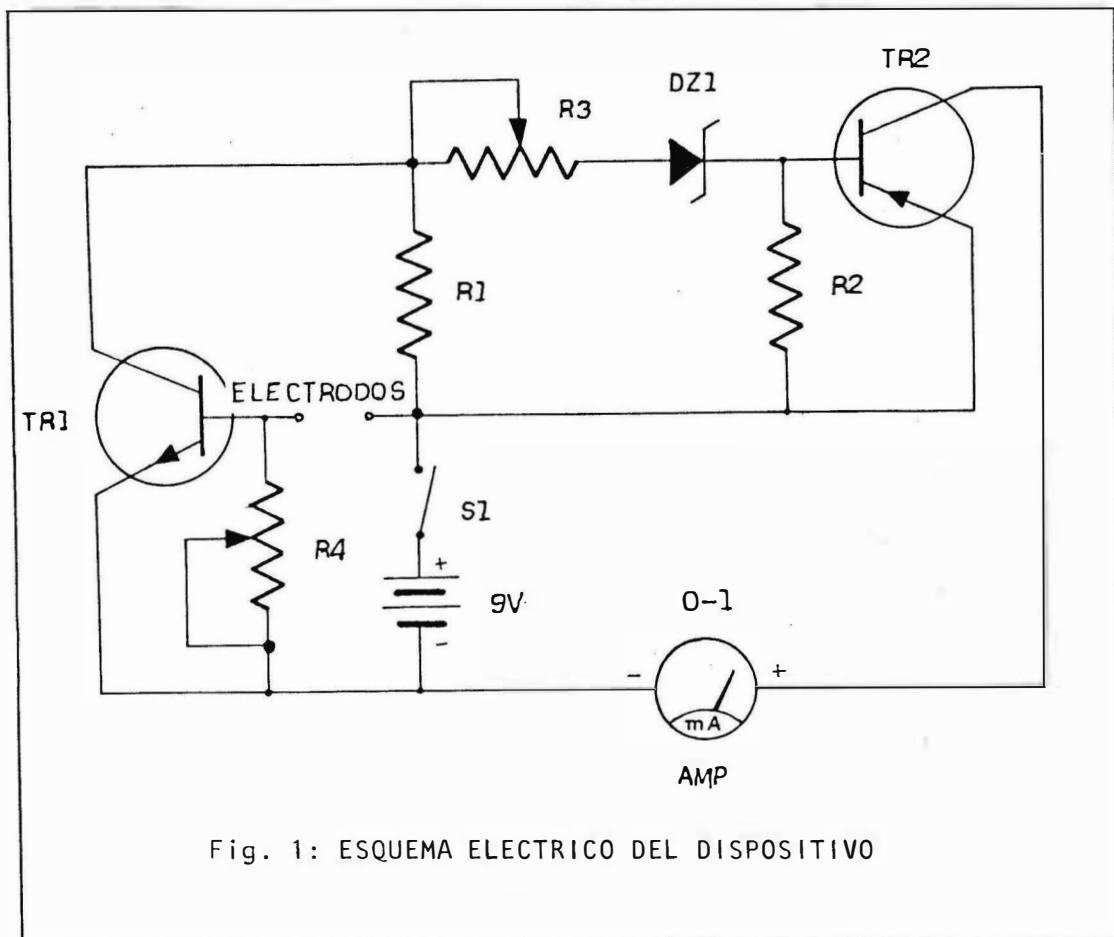 TR2
DZ1
R3
R1
R2
ELECTRODOS
TR1
S1
R4
+
9V
-
0-1
- +
mA
AMP
Fig. 1: ESQUEMA ELECTRICO DEL DISPOSITIVO